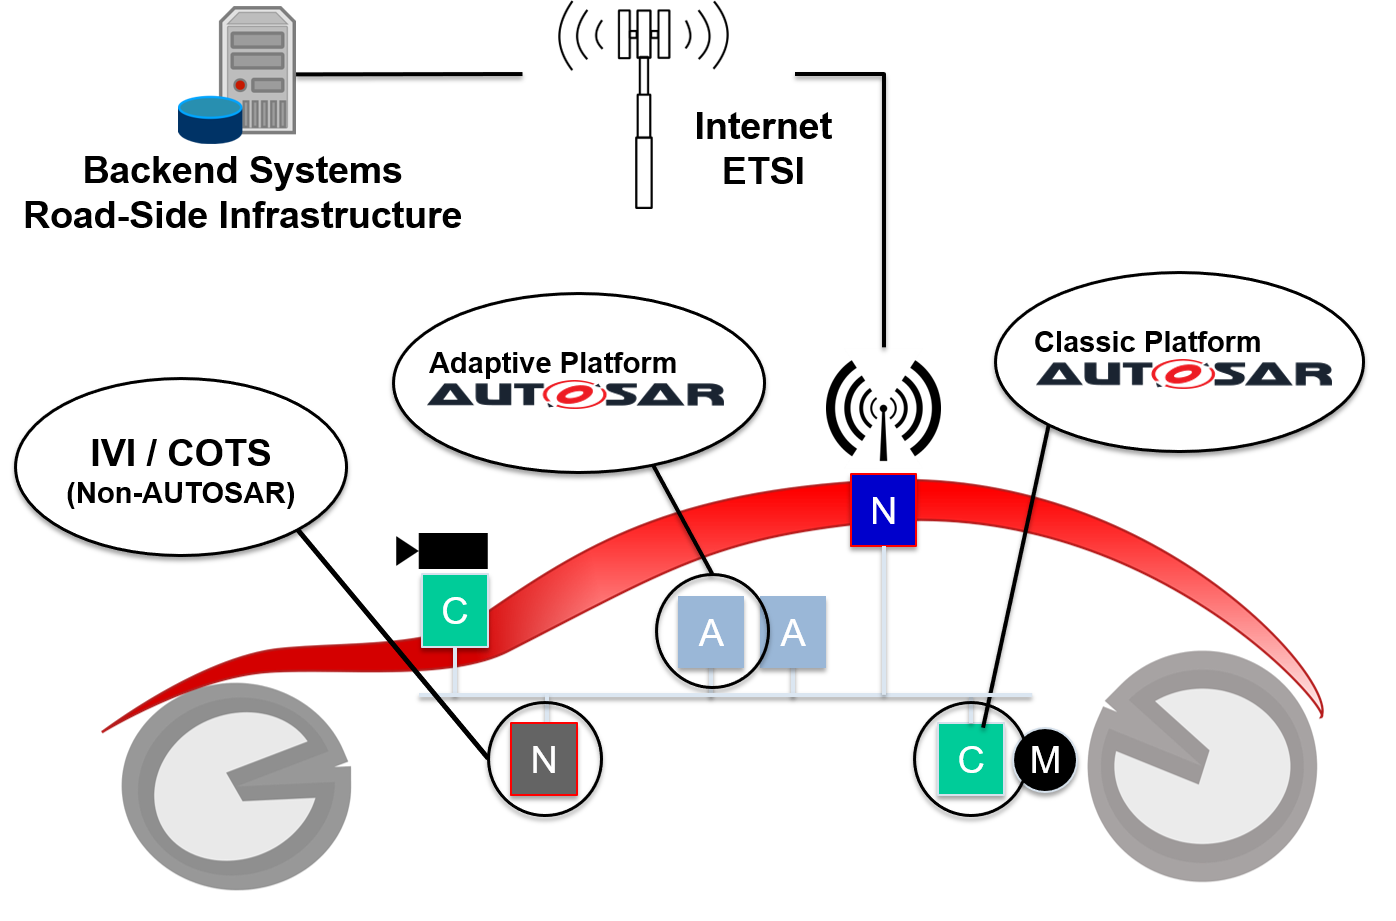 Backend Systems
Road-Side Infrastructure
Internet
ETSI
Adaptive Platform
AUTOSAR
Classic Platform
AUTOSAR
IVI / COTS
(Non-AUTOSAR)
N
C
A
A
N
C
M